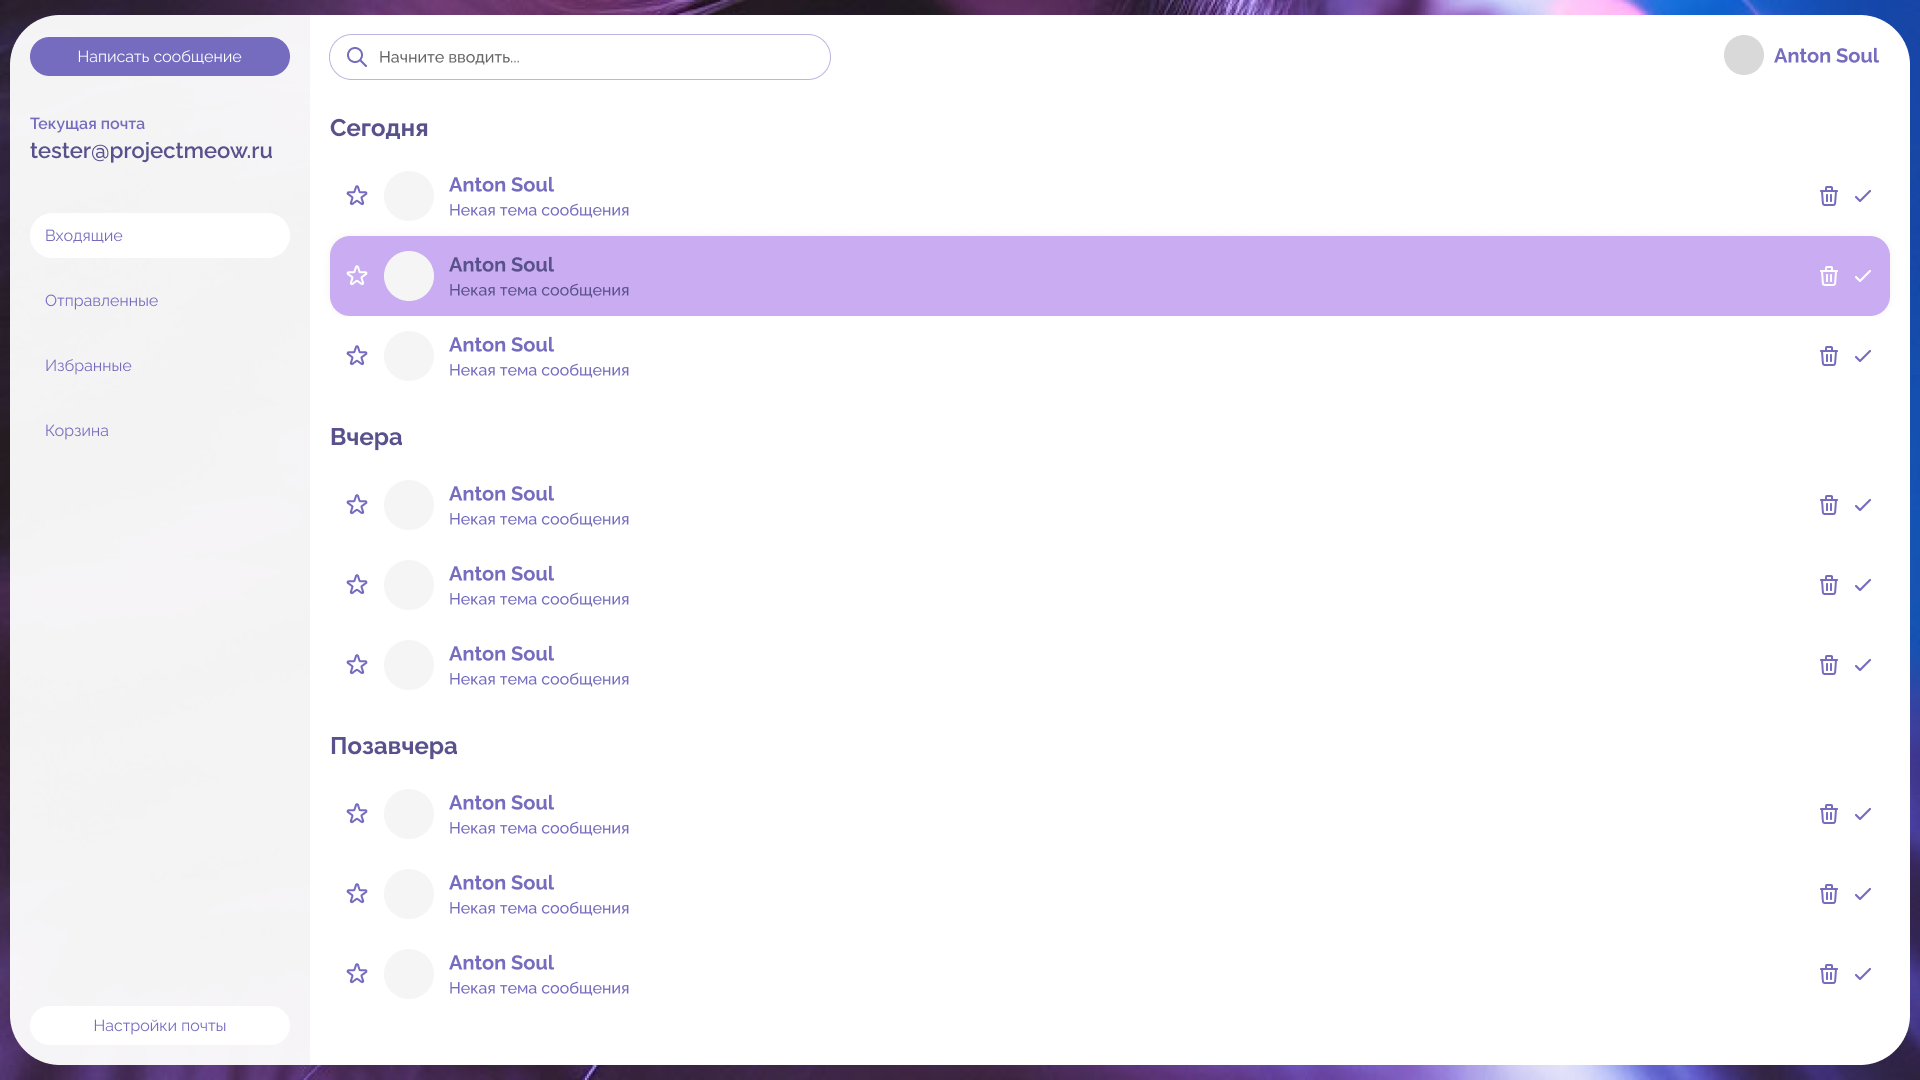 Написать сообщение
Текущая почта
tester@projectmeow.ru
Входящие
Отправленные
Избранные
Корзина
Настройки почты
Начните вводить...
Anton Soul
Сегодня
Anton Soul
Некая тема сообщения
Anton Soul
Некая тема сообщения
Anton Soul
Некая тема сообщения
Вчера
Anton Soul
Некая тема сообщения
Anton Soul
Некая тема сообщения
Anton Soul
Некая тема сообщения
Позавчера
Anton Soul
Некая тема сообщения
Anton Soul
Некая тема сообщения
Anton Soul
Некая тема сообщения